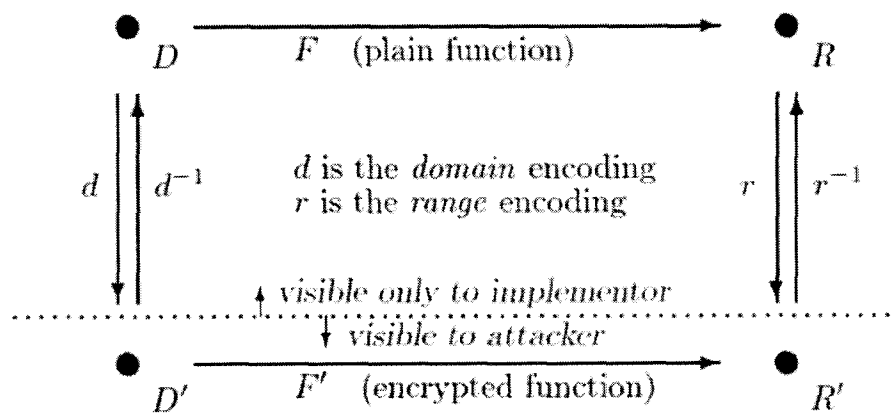 D F (plain function) R
d d⁻¹ d is the domain encoding r r⁻¹
r is the range encoding
visible only to implementor
visible to attacker
D′ F′ (encrypted function) R′